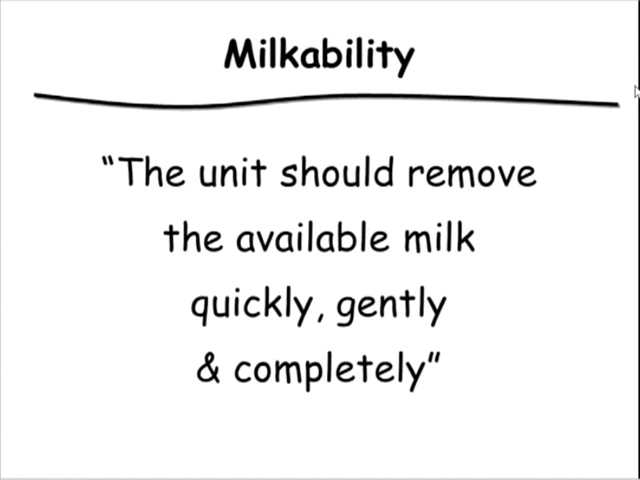 Milkability
“The unit should remove
the available milk
quickly, gently
& completely”